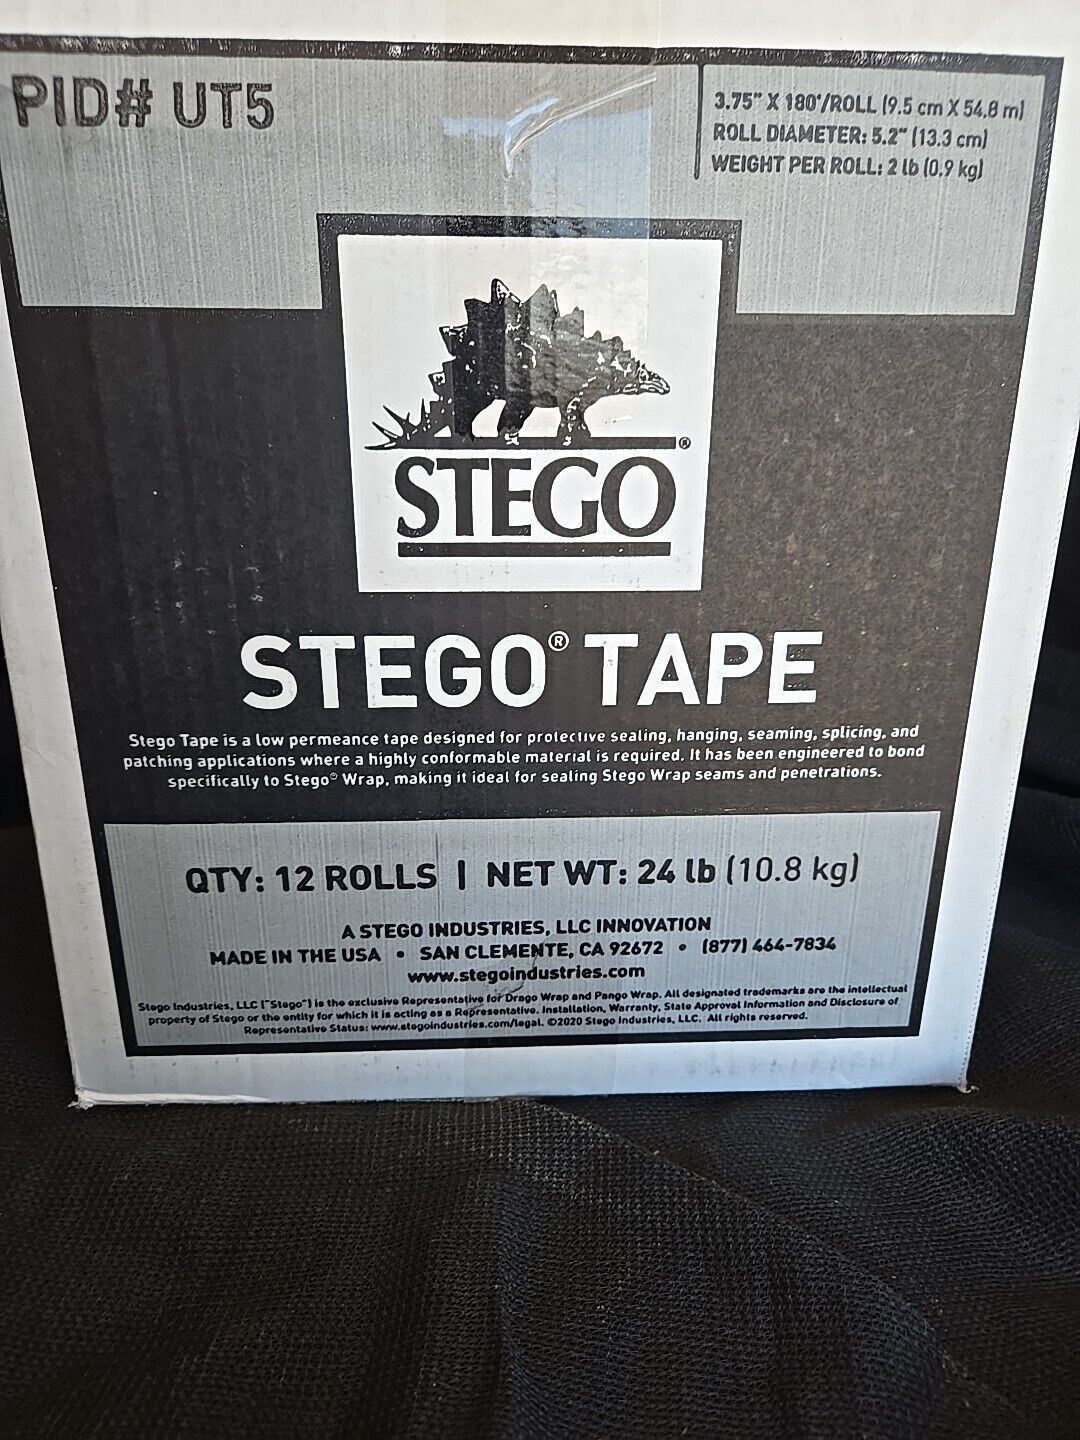 PID# UT5
3.75" X 180'/ROLL (9.5 cm X 54.8 m)
ROLL DIAMETER: 5.2" (13.3 cm)
WEIGHT PER ROLL: 2 lb (0.9 kg)
®
STEGO
STEGO® TAPE
Stego Tape is a low permeance tape designed for protective sealing, hanging, seaming, splicing, and
patching applications where a highly conformable material is required. It has been engineered to bond
specifically to Stego® Wrap, making it ideal for sealing Stego Wrap seams and penetrations.
QTY: 12 ROLLS | NET WT: 24 lb (10.8 kg)
A STEGO INDUSTRIES, LLC INNOVATION
MADE IN THE USA • SAN CLEMENTE, CA 92672 • (877) 464-7834
www.stegoindustries.com
Stego Industries, LLC ("Stego") is the exclusive Representative for Drago Wrap and Pango Wrap. All designated trademarks are the intellectual
property of Stego or the entity for which it is acting as a Representative. Installation, Warranty, State Approval Information and Disclosure of
Representative Status: www.stegoindustries.com/legal. ©2020 Stego Industries, LLC. All rights reserved.